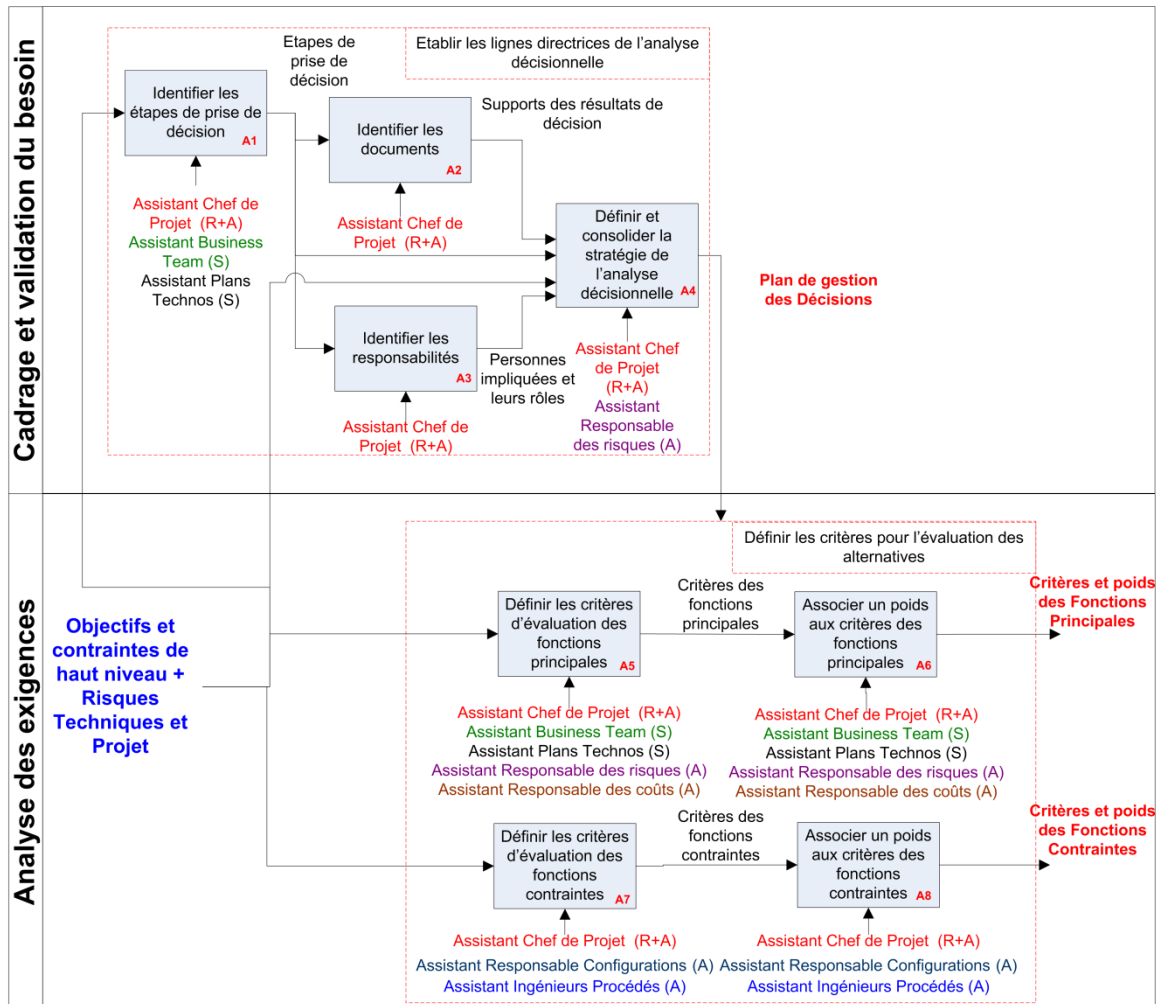 Cadrage et validation du besoin
Etapes de
prise de
décision
Etablir les lignes directrices de l'analyse
décisionnelle
Identifier les
étapes de prise de
décision
A1
Assistant Chef de
Projet (R+A)
Assistant Business
Team (S)
Assistant Plans
Technos (S)
Identifier les
documents
A2
Assistant Chef de
Projet (R+A)
Supports des résultats de
décision
Identifier les
responsabilités
A3
Assistant Chef de
Projet (R+A)
Personnes
impliquées et
leurs rôles
Définir et
consolider la
stratégie de
l'analyse
décisionnelle
A4
Assistant Chef
de Projet
(R+A)
Assistant
Responsable
des risques (A)
Plan de gestion
des Décisions
Analyse des exigences
Objectifs et
contraintes de
haut niveau +
Risques
Techniques et
Projet
Définir les critères pour l'évaluation des
alternatives
Définir les critères
d'évaluation des
fonctions
principales
A5
Assistant Chef de Projet (R+A)
Assistant Business Team (S)
Assistant Plans Technos (S)
Assistant Responsable des risques (A)
Assistant Responsable des coûts (A)
Critères des
fonctions
principales
Associer un poids
aux critères des
fonctions
principales
A6
Assistant Chef de Projet (R+A)
Assistant Business Team (S)
Assistant Plans Technos (S)
Assistant Responsable des risques (A)
Assistant Responsable des coûts (A)
Critères et poids
des Fonctions
Principales
Définir les critères
d'évaluation des
fonctions
contraintes
A7
Assistant Chef de Projet (R+A)
Assistant Responsable Configurations (A)
Assistant Ingénieurs Procédés (A)
Critères des
fonctions
contraintes
Associer un poids
aux critères des
fonctions
contraintes
A8
Assistant Chef de Projet (R+A)
Assistant Responsable Configurations (A)
Assistant Ingénieurs Procédés (A)
Critères et poids
des Fonctions
Contraintes